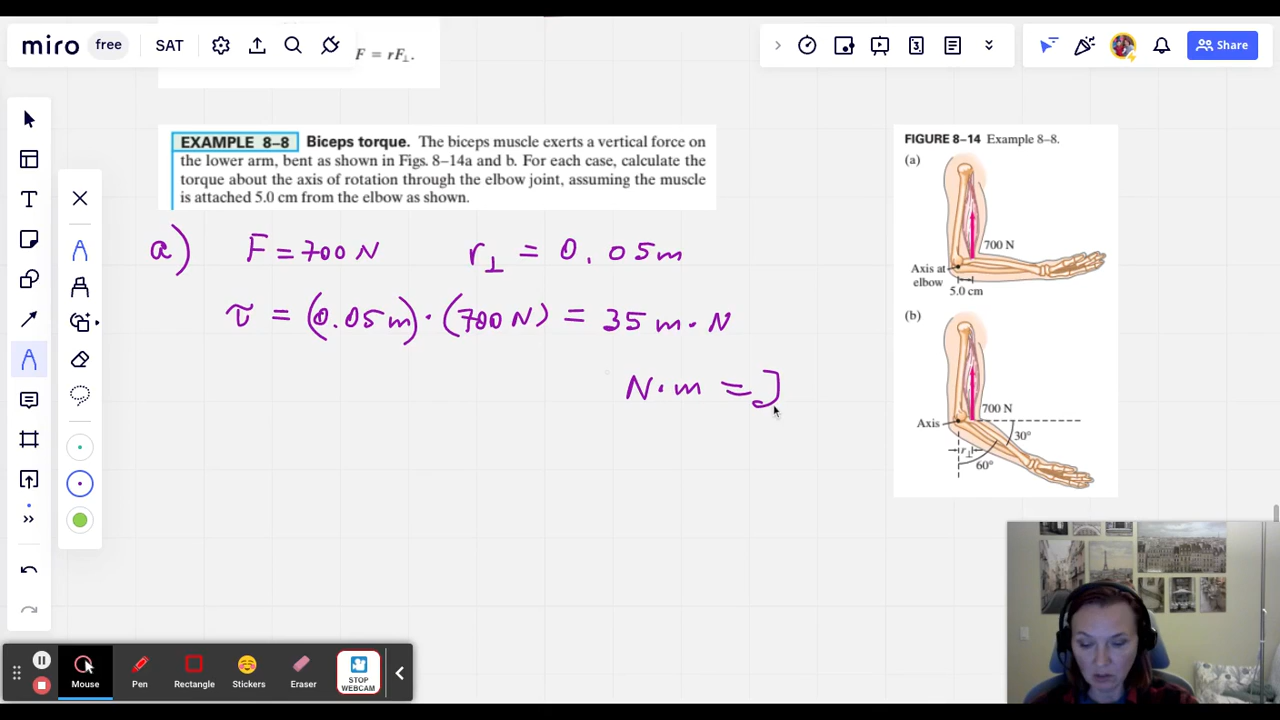 miro free SAT
F = rF⊥.
Share
EXAMPLE 8–8 Biceps torque. The biceps muscle exerts a vertical force on
the lower arm, bent as shown in Figs. 8–14a and b. For each case, calculate the
torque about the axis of rotation through the elbow joint, assuming the muscle
is attached 5.0 cm from the elbow as shown.
a) F = 700 N r⊥ = 0.05m
τ = (0.05m) · (700 N) = 35 m · N
N · m = J
FIGURE 8–14 Example 8–8.
(a)
700 N
Axis at
elbow
5.0 cm
(b)
700 N
Axis
30°
r⊥
60°
Mouse
Pen
Rectangle
Stickers
Eraser
STOP
WEBCAM